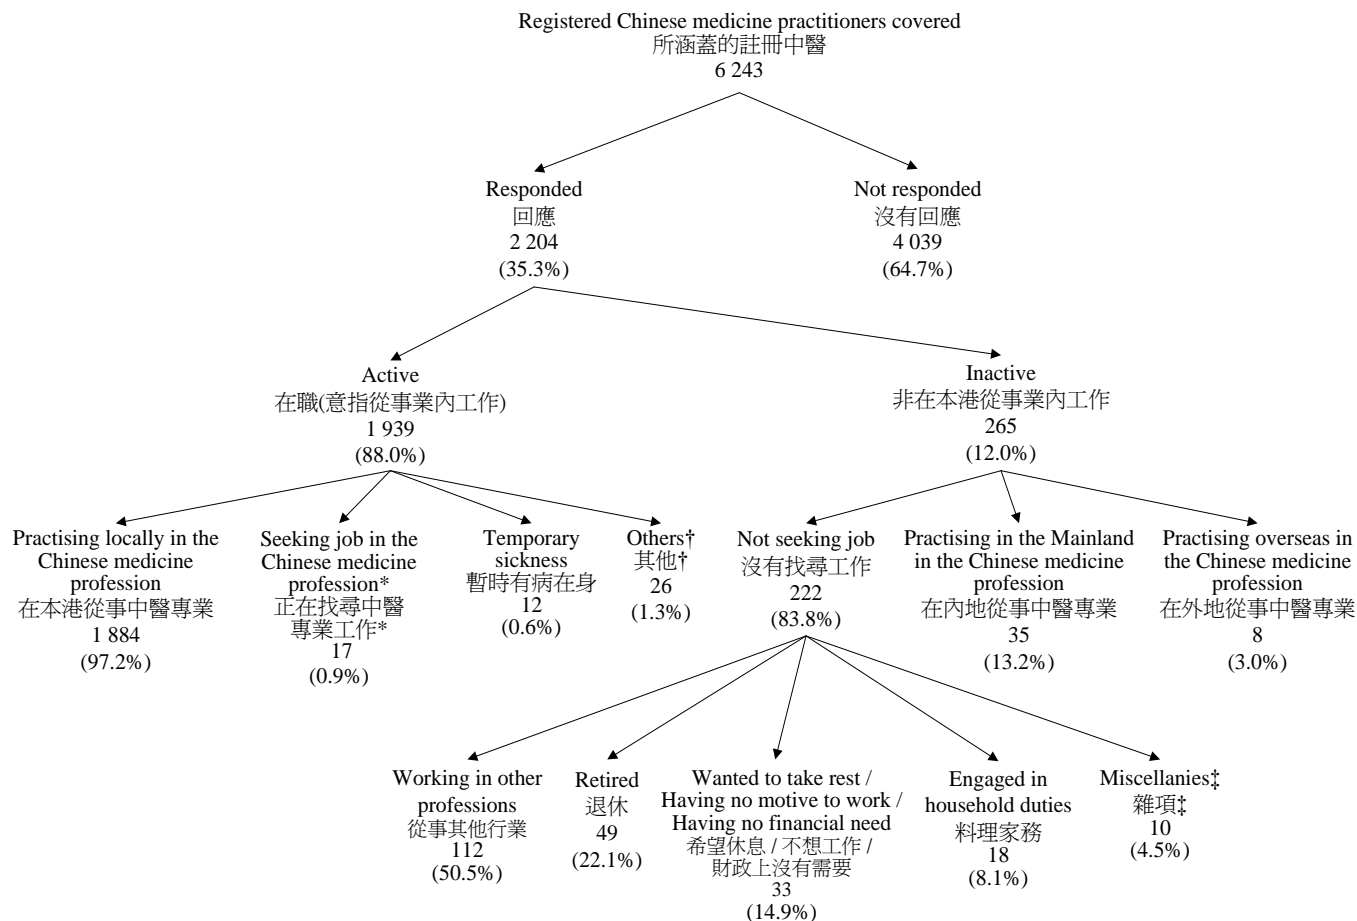 Registered Chinese medicine practitioners covered
所涵蓋的註冊中醫
6 243
Responded
回應
2 204
(35.3%)
Not responded
沒有回應
4 039
(64.7%)
Active
在職(意指從事業內工作)
1 939
(88.0%)
Inactive
非在本港從事業內工作
265
(12.0%)
Practising locally in the
Chinese medicine
profession
在本港從事中醫專業
1 884
(97.2%)
Seeking job in the
Chinese medicine
profession*
正在找尋中醫
專業工作*
17
(0.9%)
Temporary
sickness
暫時有病在身
12
(0.6%)
Others†
其他†
26
(1.3%)
Not seeking job
沒有找尋工作
222
(83.8%)
Practising in the Mainland
in the Chinese medicine
profession
在內地從事中醫專業
35
(13.2%)
Practising overseas in
the Chinese medicine
profession
在外地從事中醫專業
8
(3.0%)
Working in other
professions
從事其他行業
112
(50.5%)
Retired
退休
49
(22.1%)
Wanted to take rest /
Having no motive to work /
Having no financial need
希望休息 / 不想工作 /
財政上沒有需要
33
(14.9%)
Engaged in
household duties
料理家務
18
(8.1%)
Miscellanies‡
雜項‡
10
(4.5%)